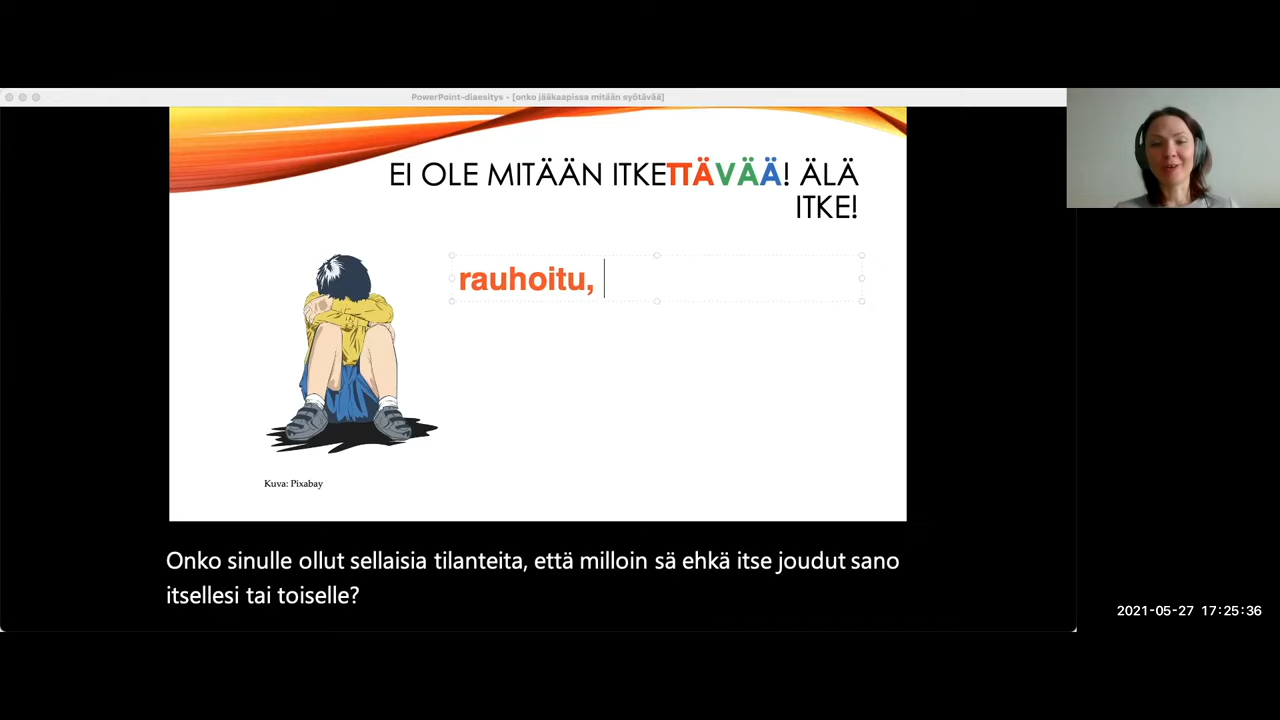 PowerPoint-diaesitys - [onko jääkaapissa mitään syötävää]
EI OLE MITÄÄN ITKETTÄVÄÄ! ÄLÄ
ITKE!
rauhoitu,
Kuva: Pixabay
Onko sinulle ollut sellaisia tilanteita, että milloin sä ehkä itse joudut sano
itsellesi tai toiselle?
2021-05-27 17:25:36